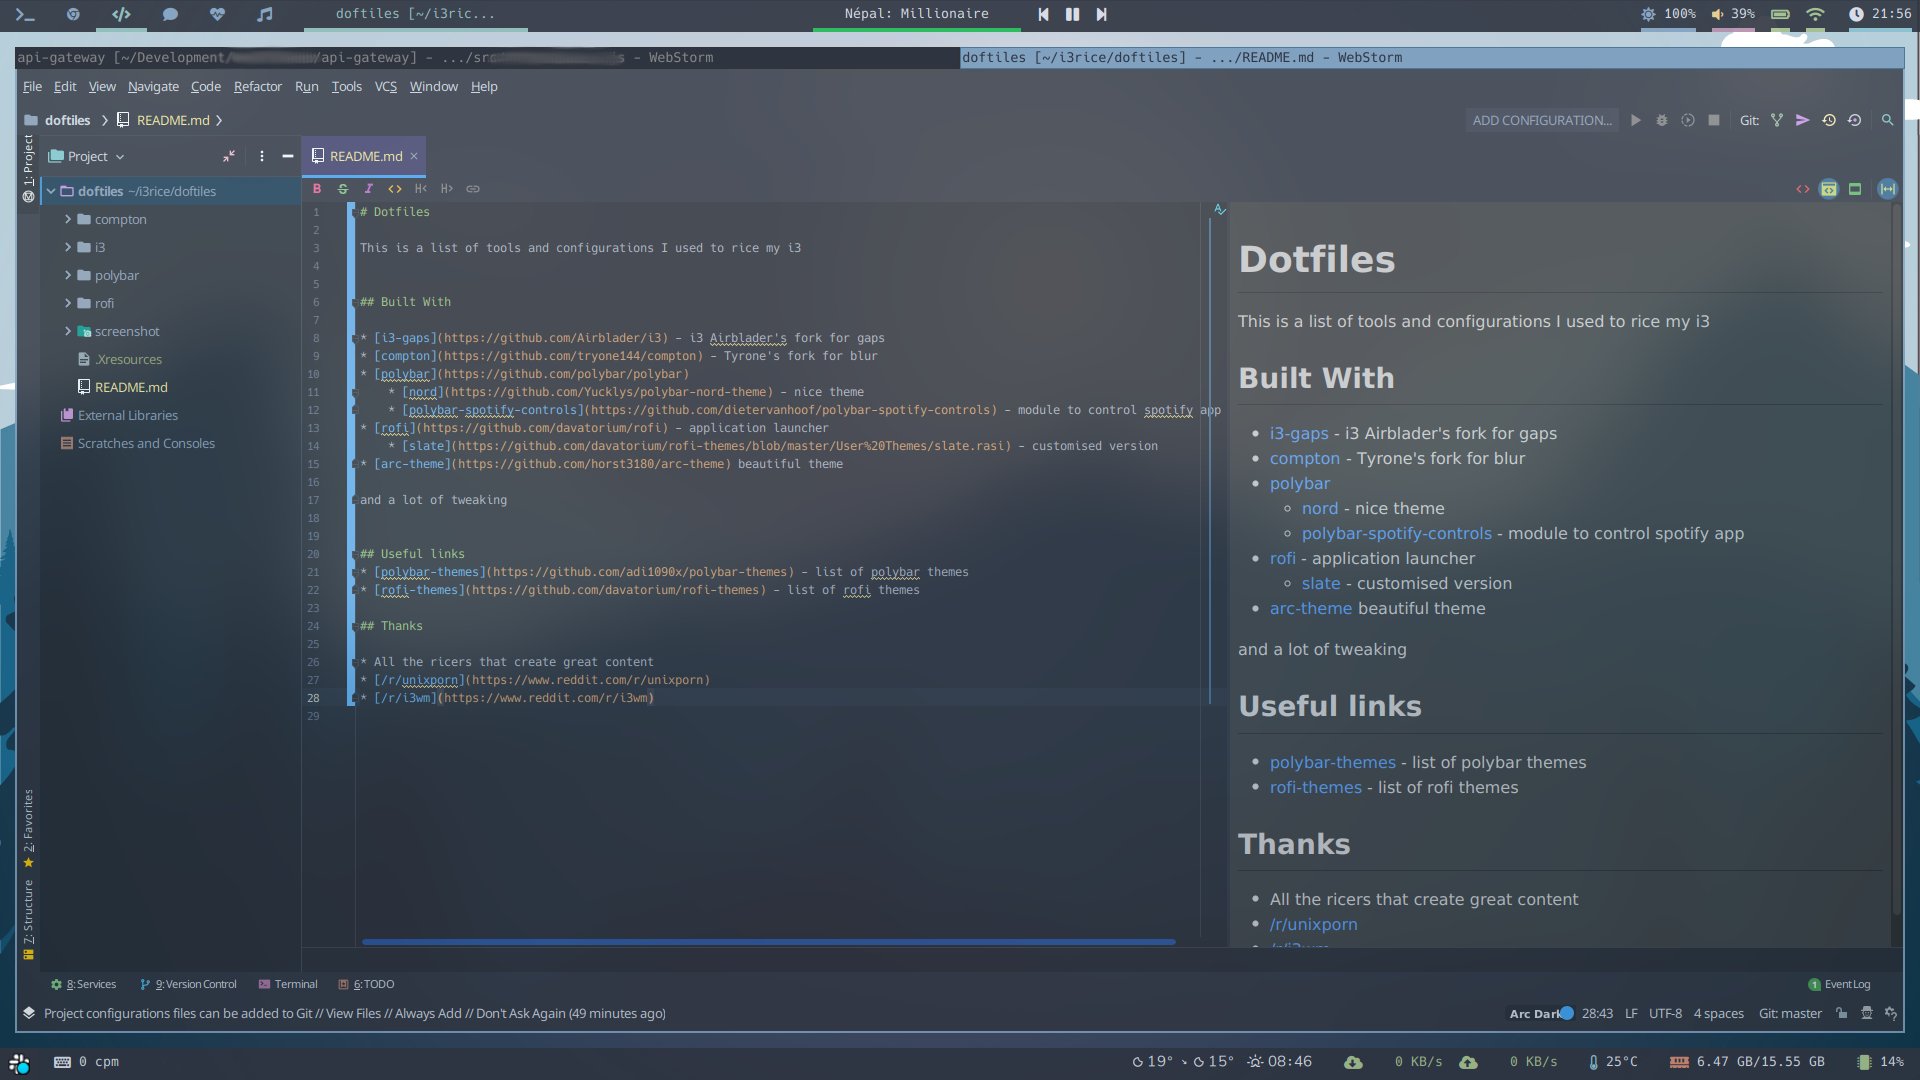 doftiles [~/i3ric...
Népal: Millionaire
100%
39%
21:56
api-gateway [~/Development/ /api-gateway] - .../sr s - WebStorm
doftiles [~/i3rice/doftiles] - .../README.md - WebStorm
File Edit View Navigate Code Refactor Run Tools VCS Window Help
doftiles README.md
ADD CONFIGURATION...
Git:
1: Project
Project
README.md
doftiles ~/i3rice/doftiles
compton
i3
polybar
rofi
screenshot
.Xresources
README.md
External Libraries
Scratches and Consoles
2: Favorites
7: Structure
B S I <> H< H>
1 # Dotfiles
2
3 This is a list of tools and configurations I used to rice my i3
4
5
6 ## Built With
7
8 * [i3-gaps](https://github.com/Airblader/i3) - i3 Airblader's fork for gaps
9 * [compton](https://github.com/tryone144/compton) - Tyrone's fork for blur
10 * [polybar](https://github.com/polybar/polybar)
11 * [nord](https://github.com/Yucklys/polybar-nord-theme) - nice theme
12 * [polybar-spotify-controls](https://github.com/dietervanhoof/polybar-spotify-controls) - module to control spotify app
13 * [rofi](https://github.com/davatorium/rofi) - application launcher
14 * [slate](https://github.com/davatorium/rofi-themes/blob/master/User%20Themes/slate.rasi) - customised version
15 * [arc-theme](https://github.com/horst3180/arc-theme) beautiful theme
16
17 and a lot of tweaking
18
19
20 ## Useful links
21 * [polybar-themes](https://github.com/adi1090x/polybar-themes) - list of polybar themes
22 * [rofi-themes](https://github.com/davatorium/rofi-themes) - list of rofi themes
23
24 ## Thanks
25
26 * All the ricers that create great content
27 * [/r/unixporn](https://www.reddit.com/r/unixporn)
28 * [/r/i3wm](https://www.reddit.com/r/i3wm)
29
Dotfiles
This is a list of tools and configurations I used to rice my i3
Built With
• i3-gaps - i3 Airblader's fork for gaps
• compton - Tyrone's fork for blur
• polybar
◦ nord - nice theme
◦ polybar-spotify-controls - module to control spotify app
• rofi - application launcher
◦ slate - customised version
• arc-theme beautiful theme
and a lot of tweaking
Useful links
• polybar-themes - list of polybar themes
• rofi-themes - list of rofi themes
Thanks
• All the ricers that create great content
• /r/unixporn
• /r/i3wm
8: Services 9: Version Control Terminal 6: TODO
1 Event Log
Project configurations files can be added to Git // View Files // Always Add // Don't Ask Again (49 minutes ago)
Arc Dark 28:43 LF UTF-8 4 spaces Git: master
0 cpm
19° 15° 08:46
0 KB/s
0 KB/s
25°C
6.47 GB/15.55 GB
14%